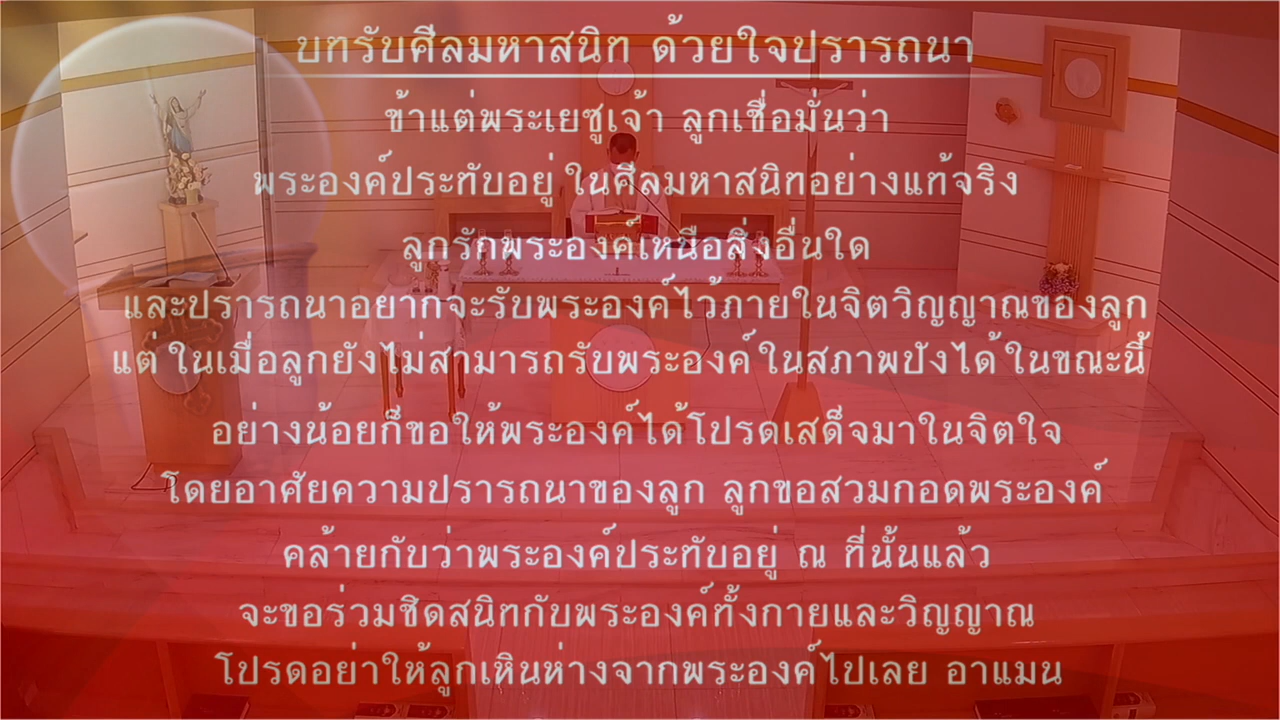 บทรับศีลมหาสนิท ด้วยใจปรารถนา
ข้าแต่พระเยซูเจ้า ลูกเชื่อมั่นว่า
พระองค์ประทับอยู่ ในศีลมหาสนิทอย่างแท้จริง
ลูกรักพระองค์เหนือสิ่งอื่นใด
และปรารถนาอยากจะรับพระองค์ไว้ภายในจิตวิญญาณของลูก
แต่ ในเมื่อลูกยังไม่สามารถรับพระองค์ ในสภาพปังได้ ในขณะนี้
อย่างน้อยก็ขอให้พระองค์ได้โปรดเสด็จมาในจิตใจ
โดยอาศัยความปรารถนาของลูก ลูกขอสวมกอดพระองค์
คล้ายกับว่าพระองค์ประทับอยู่ ณ ที่นั้นแล้ว
จะขอร่วมชิดสนิทกับพระองค์ทั้งกายและวิญญาณ
โปรดอย่าให้ลูกเหินห่างจากพระองค์ไปเลย อาแมน